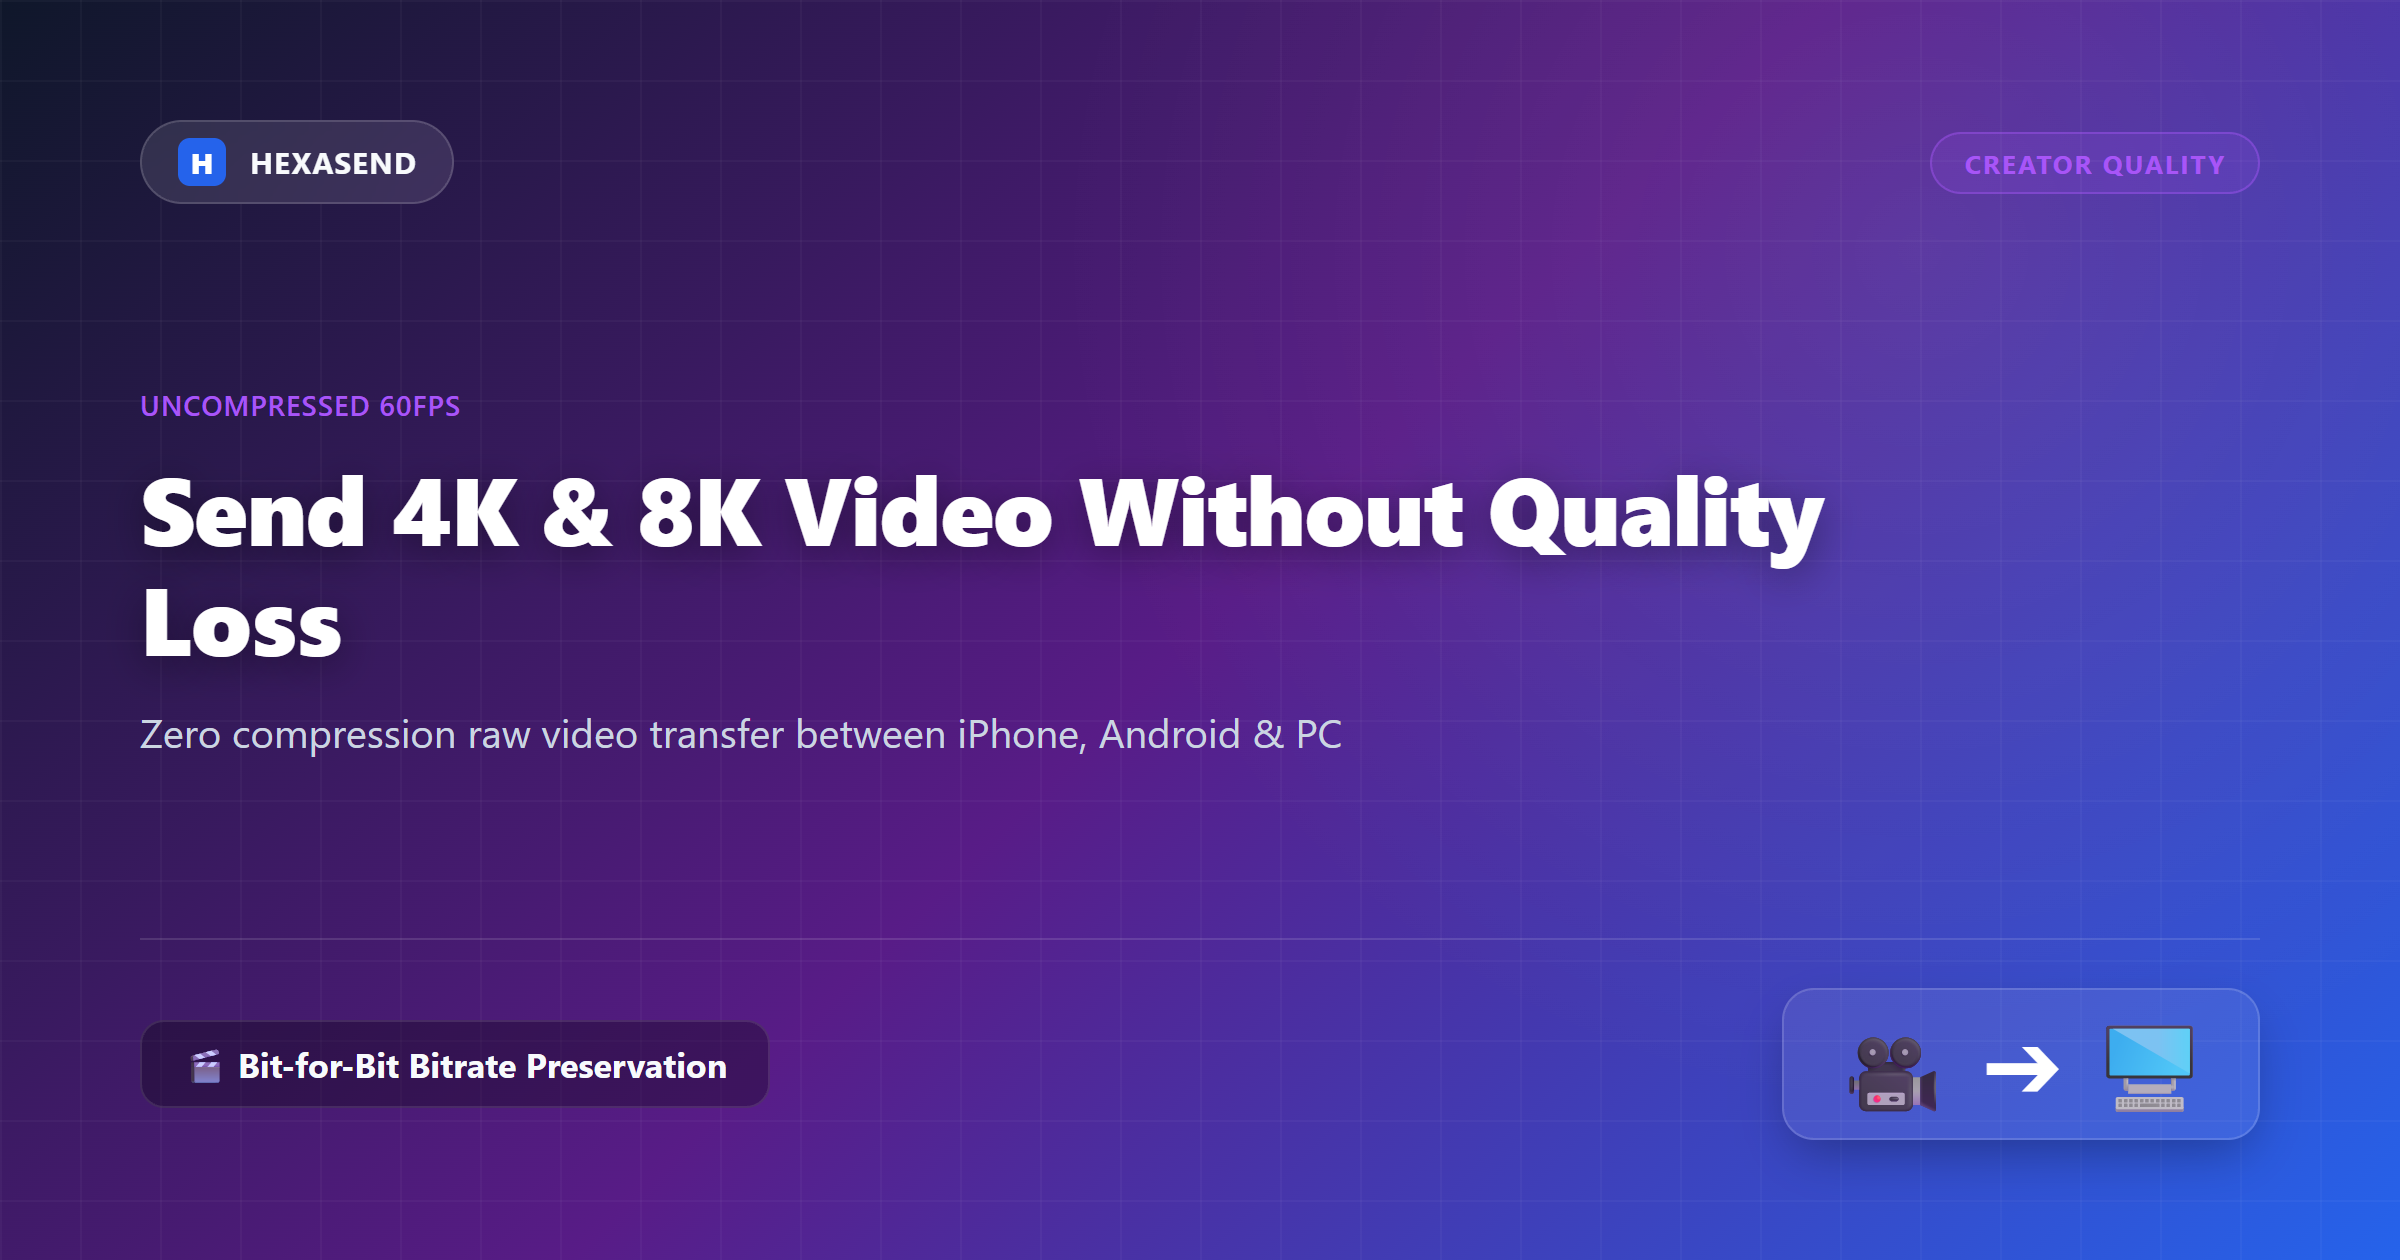 H HEXASEND
CREATOR QUALITY
UNCOMPRESSED 60FPS
Send 4K & 8K Video Without Quality
Loss
Zero compression raw video transfer between iPhone, Android & PC
Bit-for-Bit Bitrate Preservation